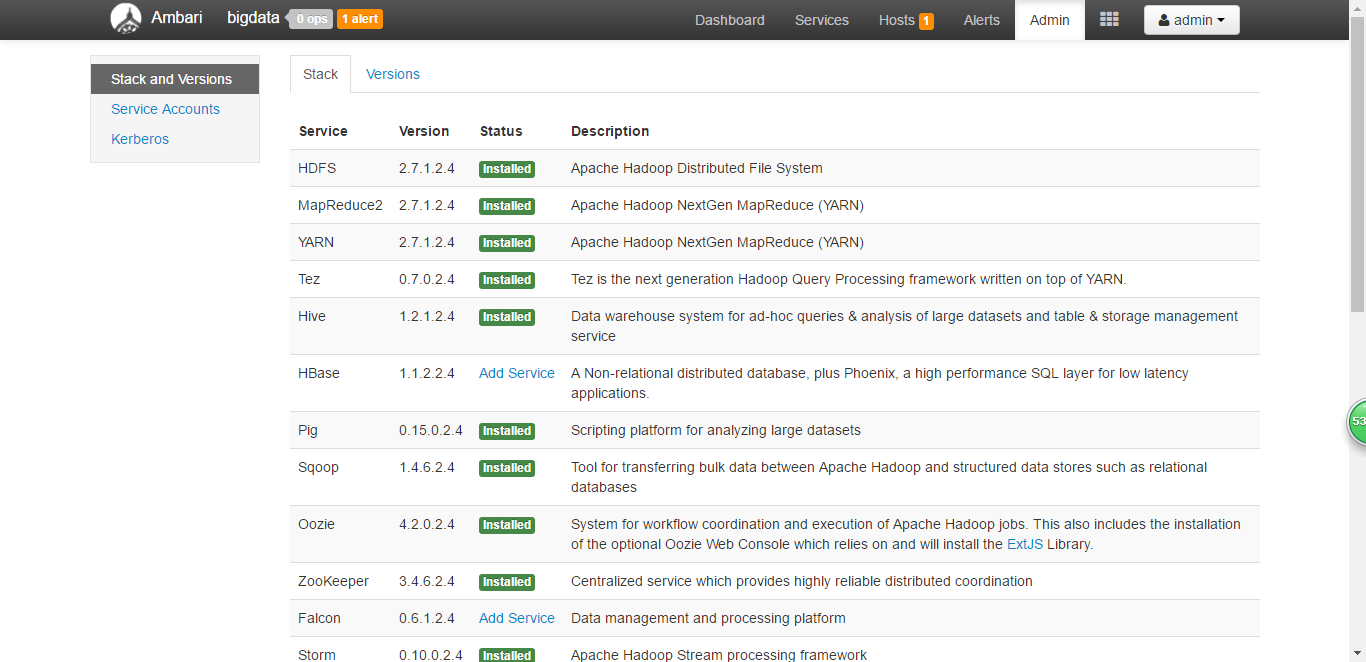 Ambari bigdata 0 ops 1 alert Dashboard Services Hosts 1 Alerts Admin admin
Stack and Versions
Service Accounts
Kerberos
Stack Versions
Service Version Status Description
HDFS 2.7.1.2.4 Installed Apache Hadoop Distributed File System
MapReduce2 2.7.1.2.4 Installed Apache Hadoop NextGen MapReduce (YARN)
YARN 2.7.1.2.4 Installed Apache Hadoop NextGen MapReduce (YARN)
Tez 0.7.0.2.4 Installed Tez is the next generation Hadoop Query Processing framework written on top of YARN.
Hive 1.2.1.2.4 Installed Data warehouse system for ad-hoc queries & analysis of large datasets and table & storage management
service
HBase 1.1.2.2.4 Add Service A Non-relational distributed database, plus Phoenix, a high performance SQL layer for low latency
applications.
Pig 0.15.0.2.4 Installed Scripting platform for analyzing large datasets
Sqoop 1.4.6.2.4 Installed Tool for transferring bulk data between Apache Hadoop and structured data stores such as relational
databases
Oozie 4.2.0.2.4 Installed System for workflow coordination and execution of Apache Hadoop jobs. This also includes the installation
of the optional Oozie Web Console which relies on and will install the ExtJS Library.
ZooKeeper 3.4.6.2.4 Installed Centralized service which provides highly reliable distributed coordination
Falcon 0.6.1.2.4 Add Service Data management and processing platform
Storm 0.10.0.2.4 Installed Apache Hadoop Stream processing framework
53